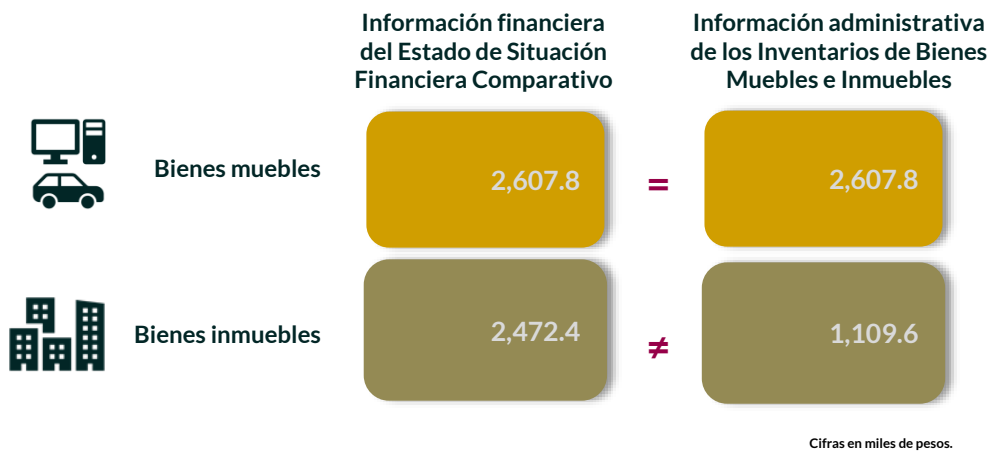 Información financiera
del Estado de Situación
Financiera Comparativo
Información administrativa
de los Inventarios de Bienes
Muebles e Inmuebles
Bienes muebles
2,607.8
=
2,607.8
Bienes inmuebles
2,472.4
≠
1,109.6
Cifras en miles de pesos.